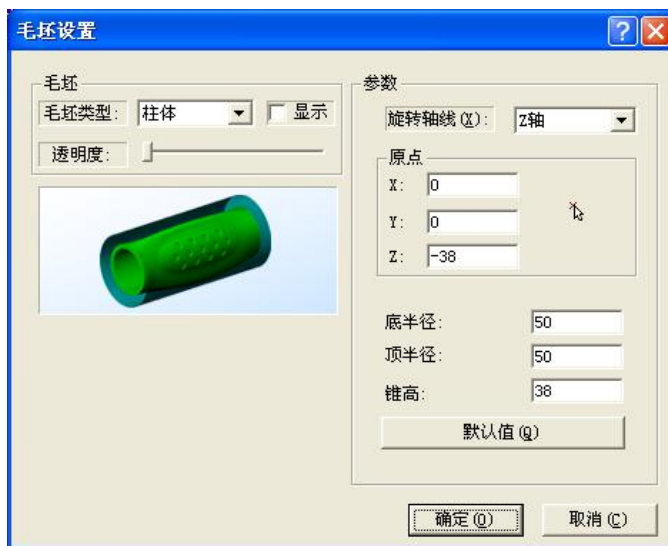 毛坯设置
毛坯
毛坯类型: 柱体 显示
透明度:
参数
旋转轴线(X): Z轴
原点
X: 0
Y: 0
Z: -38
底半径: 50
顶半径: 50
锥高: 38
默认值(Q)
确定(O) 取消(C)